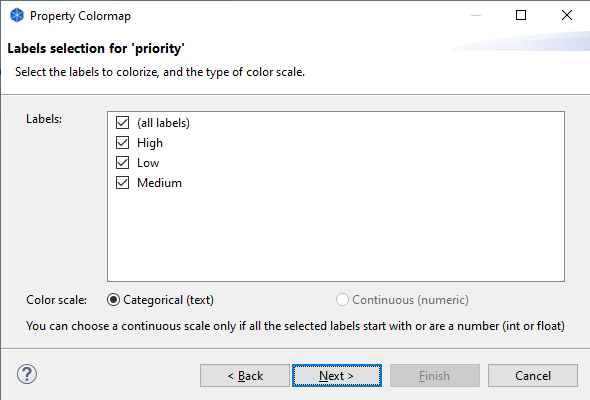 Property Colormap
Labels selection for 'priority'
Select the labels to colorize, and the type of color scale.
Labels:
(all labels)
High
Low
Medium
Color scale: Categorical (text) Continuous (numeric)
You can choose a continuous scale only if all the selected labels start with or are a number (int or float)
? < Back Next > Finish Cancel